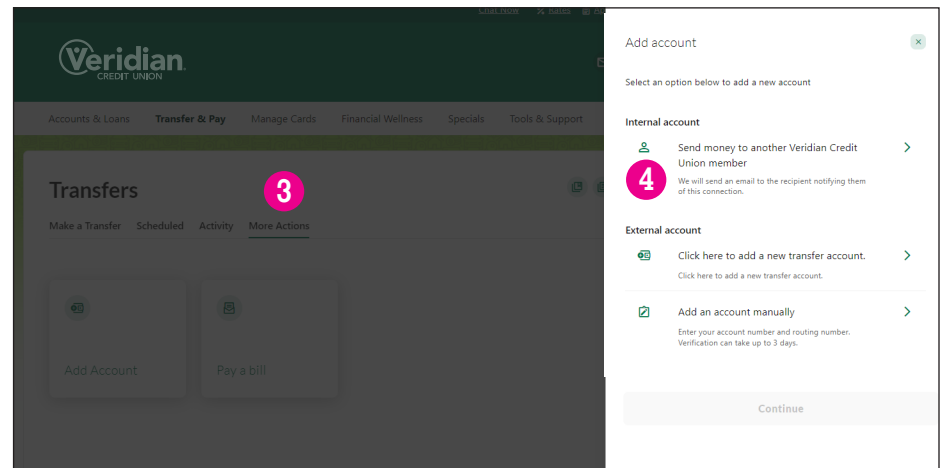 Chat Now Rates
Veridian
CREDIT UNION
Accounts & Loans Transfer & Pay Manage Cards Financial Wellness Specials Tools & Support
Transfers
3
Make a Transfer Scheduled Activity More Actions
Add Account
Pay a bill
Add account
Select an option below to add a new account
Internal account
Send money to another Veridian Credit
Union member
4
We will send an email to the recipient notifying them
of this connection.
External account
Click here to add a new transfer account.
Click here to add a new transfer account.
Add an account manually
Enter your account number and routing number.
Verification can take up to 3 days.
Continue